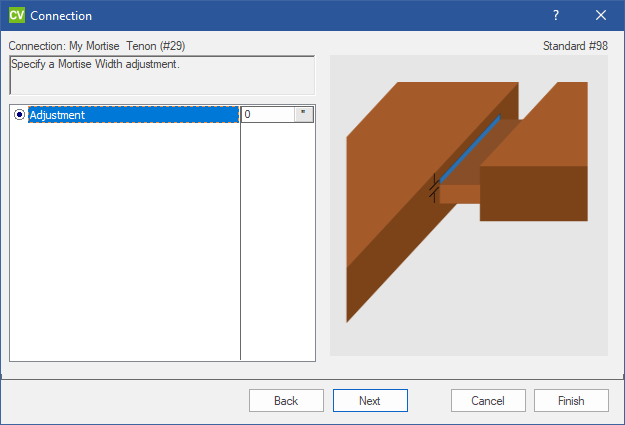 CV Connection ?
Connection: My Mortise Tenon (#29) Standard #98
Specify a Mortise Width adjustment.
Adjustment 0 "
Back Next Cancel Finish